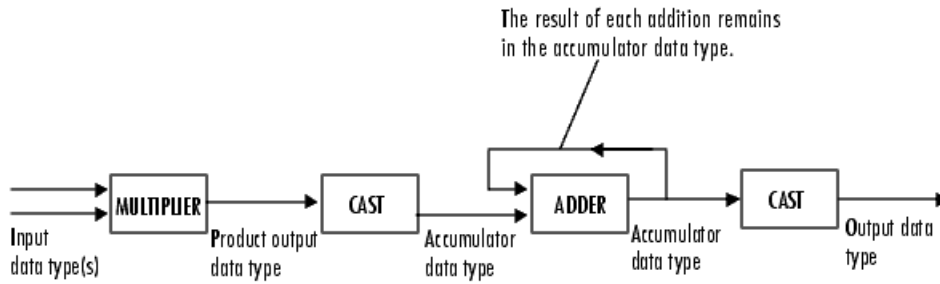 The result of each addition remains
in the accumulator data type.
MULTIPLIER
CAST
ADDER
CAST
Input
data type(s)
Product output
data type
Accumulator
data type
Accumulator
data type
Output data
type